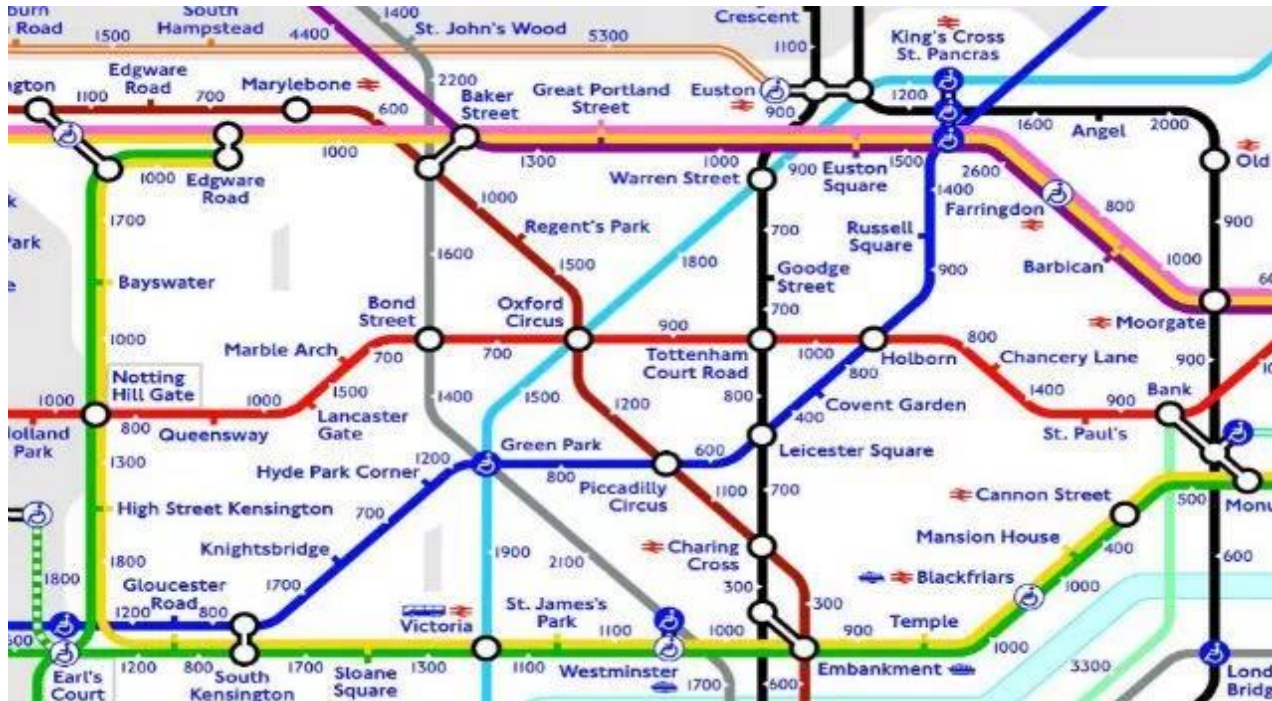 burn
Road
1500
South
Hampstead
4400
1400
St. John's Wood
5300
Crescent
1100
King's Cross
St. Pancras
ngton
1100
Edgware
Road
700
Marylebone
600
2200
Baker
Street
Great Portland
Street
Euston
900
1200
1600
Angel
2000
Old
1000
Edgware
Road
1000
1300
1000
Warren Street
900
Euston
Square
1500
2600
1400
Farringdon
800
900
1700
Park
1000
Regent's Park
700
Russell
Square
Barbican
1000
1600
1500
1800
Goodge
Street
900
Bayswater
Bond
Street
Oxford
Circus
700
60
Moorgate
1000
Marble Arch
700
700
900
Tottenham
Court Road
1000
Holborn
800
Chancery Lane
900
Notting
Hill Gate
1500
800
1400
Bank
1000
800
Queensway
1000
Lancaster
Gate
1400
1500
1200
800
400
Covent Garden
900
St. Paul's
Holland
Park
1300
Hyde Park Corner
1200
Green Park
800
600
Leicester Square
Piccadilly
Circus
1100
700
Cannon Street
500
Monu
High Street Kensington
700
Mansion House
400
1800
Knightsbridge
1900
2100
Charing
Cross
Blackfriars
1000
600
1800
Gloucester
Road
1700
300
300
1200
800
Victoria
St. James's
Park
1100
1000
900
Temple
1000
Earl's
Court
1200
800
South
Kensington
1700
Sloane
Square
1300
1100
Westminster
1700
600
Embankment
3300
Lond
Bridg